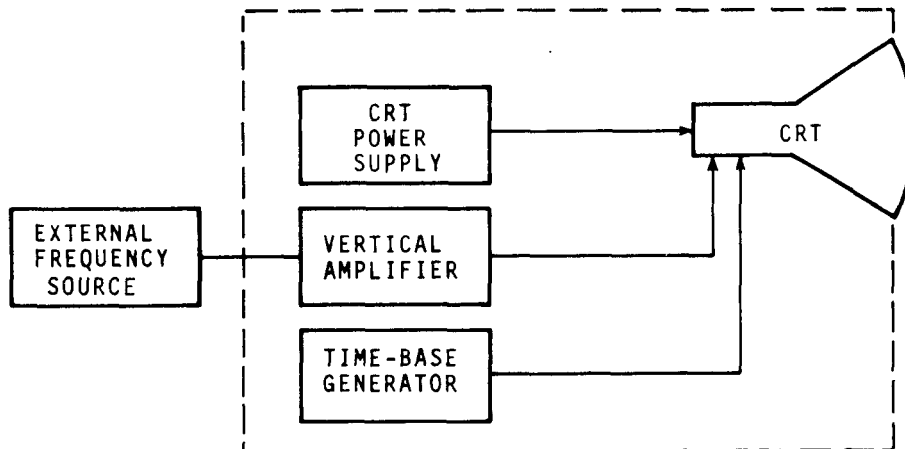 CRT
POWER
SUPPLY
CRT
EXTERNAL
FREQUENCY
SOURCE
VERTICAL
AMPLIFIER
TIME-BASE
GENERATOR